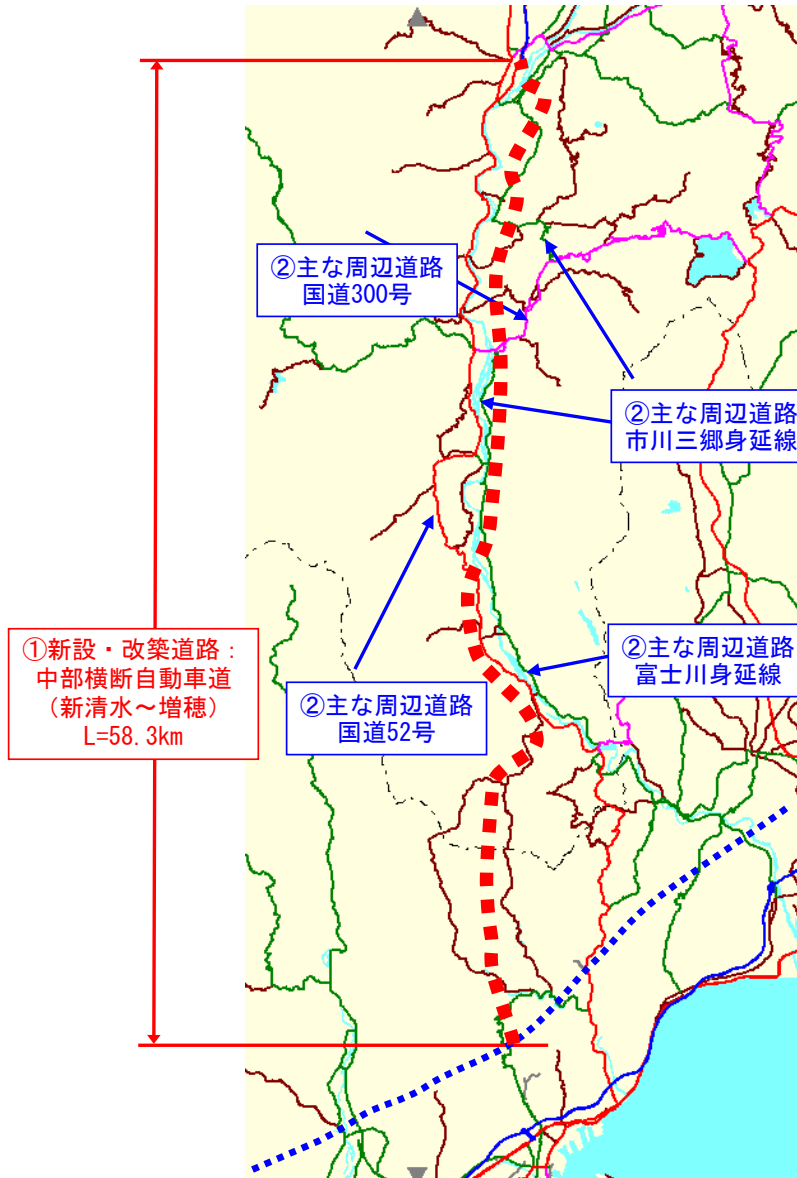 ②主な周辺道路
国道300号
②主な周辺道路
市川三郷身延線
①新設・改築道路：
中部横断自動車道
（新清水～増穂）
L=58.3km
②主な周辺道路
富士川身延線
②主な周辺道路
国道52号